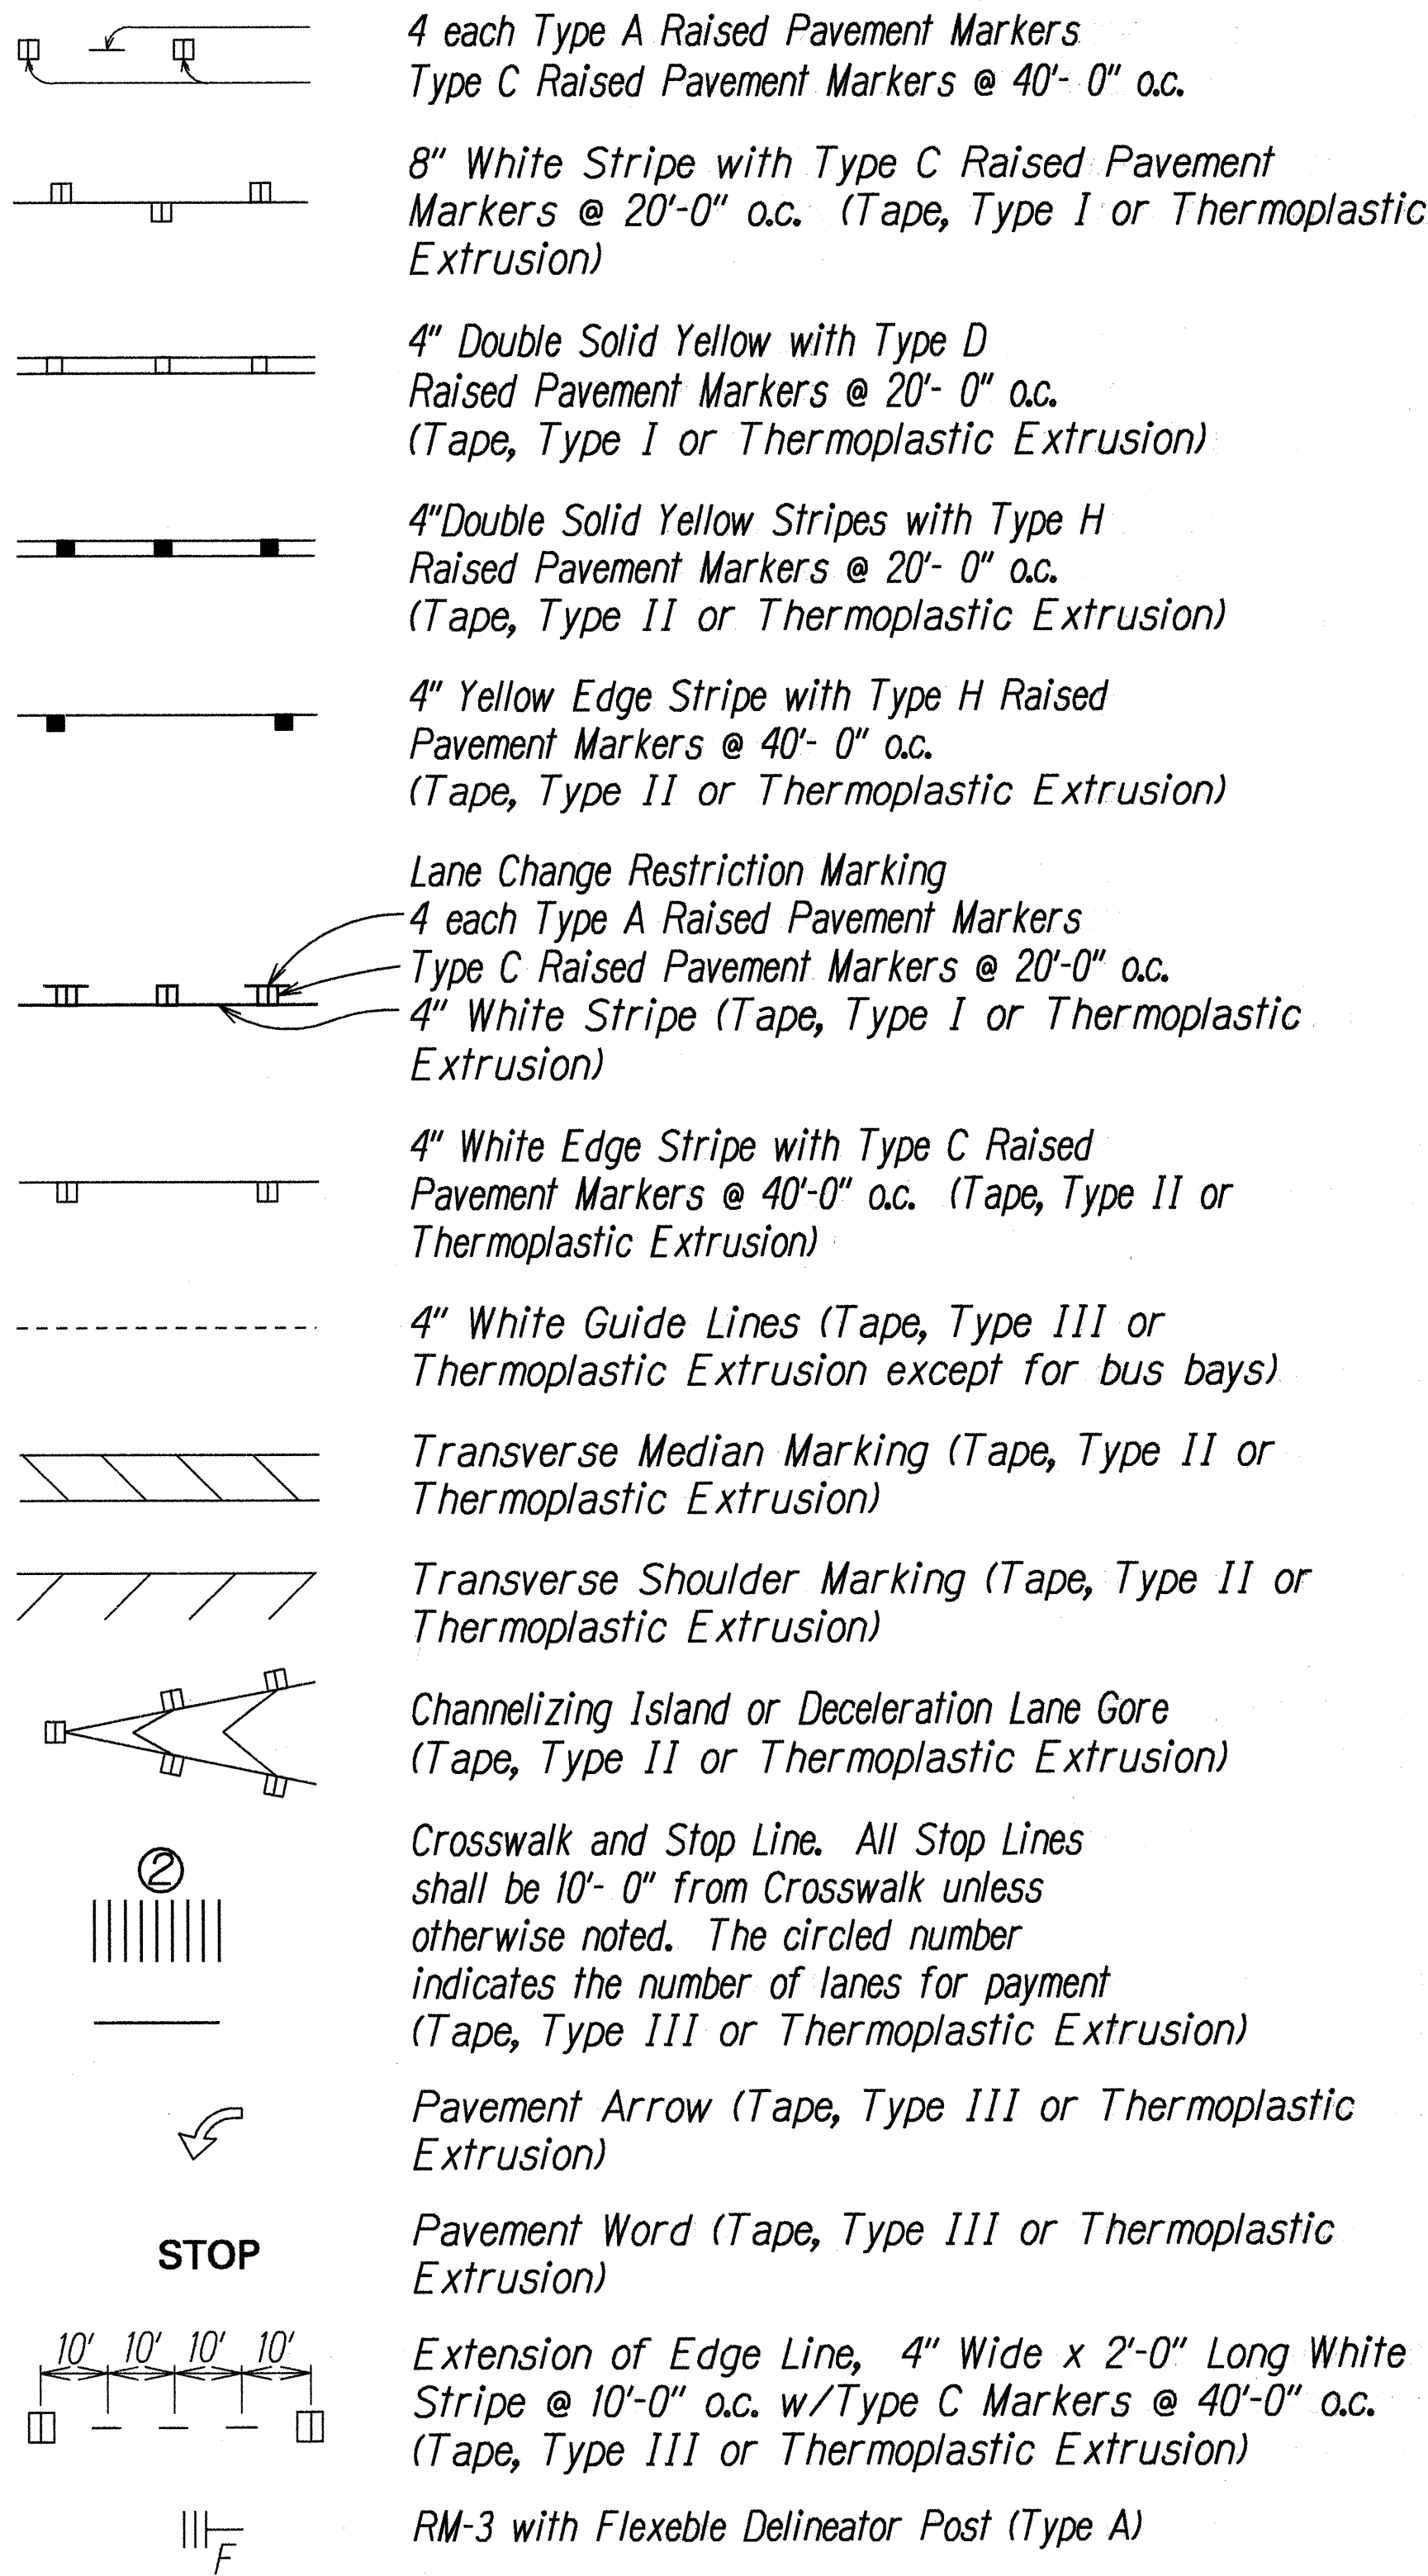 4 each Type A Raised Pavement Markers
Type C Raised Pavement Markers @ 40'- 0" o.c.
8" White Stripe with Type C Raised Pavement
Markers @ 20'-0" o.c. (Tape, Type I or Thermoplastic
Extrusion)
4" Double Solid Yellow with Type D
Raised Pavement Markers @ 20'- 0" o.c.
(Tape, Type I or Thermoplastic Extrusion)
4"Double Solid Yellow Stripes with Type H
Raised Pavement Markers @ 20'- 0" o.c.
(Tape, Type II or Thermoplastic Extrusion)
4" Yellow Edge Stripe with Type H Raised
Pavement Markers @ 40'- 0" o.c.
(Tape, Type II or Thermoplastic Extrusion)
Lane Change Restriction Marking
4 each Type A Raised Pavement Markers
Type C Raised Pavement Markers @ 20'-0" o.c.
4" White Stripe (Tape, Type I or Thermoplastic
Extrusion)
4" White Edge Stripe with Type C Raised
Pavement Markers @ 40'-0" o.c. (Tape, Type II or
Thermoplastic Extrusion)
4" White Guide Lines (Tape, Type III or
Thermoplastic Extrusion except for bus bays)
Transverse Median Marking (Tape, Type II or
Thermoplastic Extrusion)
Transverse Shoulder Marking (Tape, Type II or
Thermoplastic Extrusion)
Channelizing Island or Deceleration Lane Gore
(Tape, Type II or Thermoplastic Extrusion)
2
Crosswalk and Stop Line. All Stop Lines
shall be 10'- 0" from Crosswalk unless
otherwise noted. The circled number
indicates the number of lanes for payment
(Tape, Type III or Thermoplastic Extrusion)
Pavement Arrow (Tape, Type III or Thermoplastic
Extrusion)
STOP
Pavement Word (Tape, Type III or Thermoplastic
Extrusion)
10' 10' 10' 10'
Extension of Edge Line, 4" Wide x 2'-0" Long White
Stripe @ 10'-0" o.c. w/Type C Markers @ 40'-0" o.c.
(Tape, Type III or Thermoplastic Extrusion)
F
RM-3 with Flexeble Delineator Post (Type A)